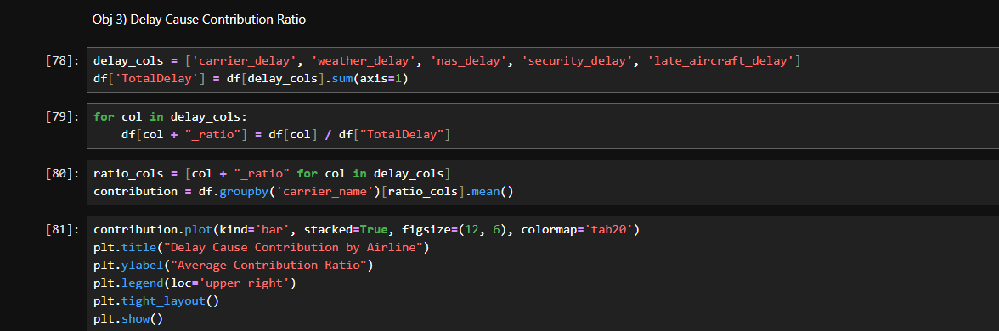 Obj 3) Delay Cause Contribution Ratio
[78]: delay_cols = ['carrier_delay', 'weather_delay', 'nas_delay', 'security_delay', 'late_aircraft_delay']
df['TotalDelay'] = df[delay_cols].sum(axis=1)
[79]: for col in delay_cols:
    df[col + "_ratio"] = df[col] / df["TotalDelay"]
[80]: ratio_cols = [col + "_ratio" for col in delay_cols]
contribution = df.groupby('carrier_name')[ratio_cols].mean()
[81]: contribution.plot(kind='bar', stacked=True, figsize=(12, 6), colormap='tab20')
plt.title("Delay Cause Contribution by Airline")
plt.ylabel("Average Contribution Ratio")
plt.legend(loc='upper right')
plt.tight_layout()
plt.show()